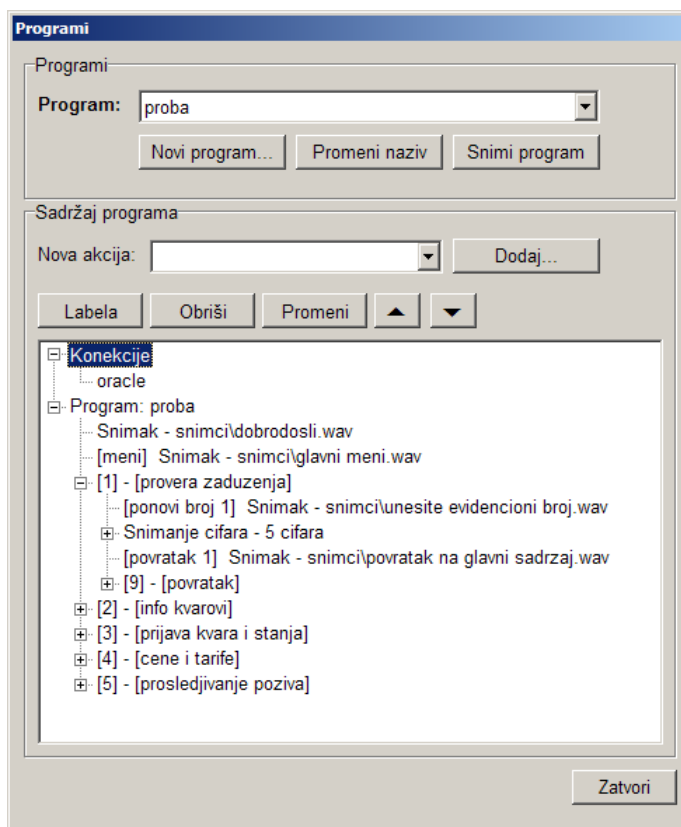 Programi
Programi
Program: proba
Novi program... Promeni naziv Snimi program
Sadržaj programa
Nova akcija: Dodaj...
Labela Obriši Promeni
Konekcije
oracle
Program: proba
Snimak - snimci\dobrodosli.wav
[meni] Snimak - snimci\glavni meni.wav
[1] - [provera zaduzenja]
[ponovi broj 1] Snimak - snimci\unesite evidencioni broj.wav
Snimanje cifara - 5 cifara
[povratak 1] Snimak - snimci\povratak na glavni sadrzaj.wav
[9] - [povratak]
[2] - [info kvarovi]
[3] - [prijava kvara i stanja]
[4] - [cene i tarife]
[5] - [prosledjivanje poziva]
Zatvori